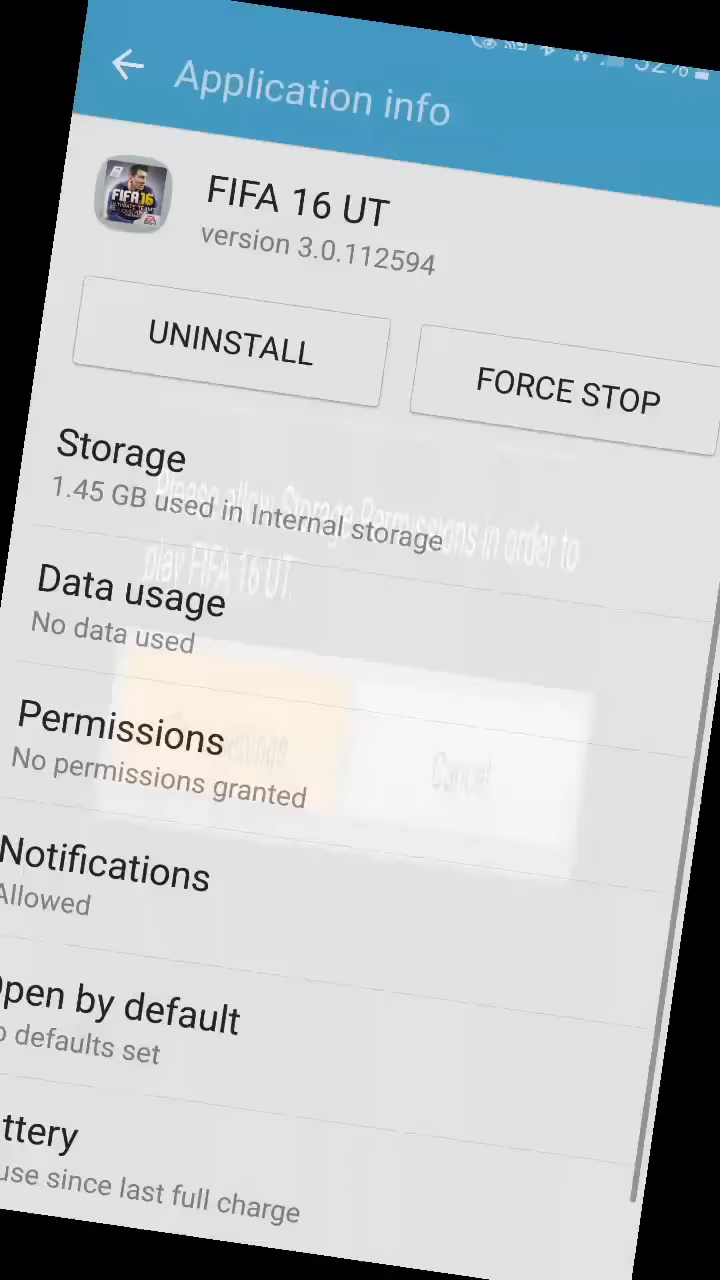 52%
Application info
FIFA 16 UT
version 3.0.112594
UNINSTALL
FORCE STOP
Storage
1.45 GB used in Internal storage
Please allow Storage Permissions in order to
play FIFA 16 UT.
Data usage
No data used
Permissions
No permissions granted
Cancel
Notifications
Allowed
Open by default
o defaults set
ttery
use since last full charge